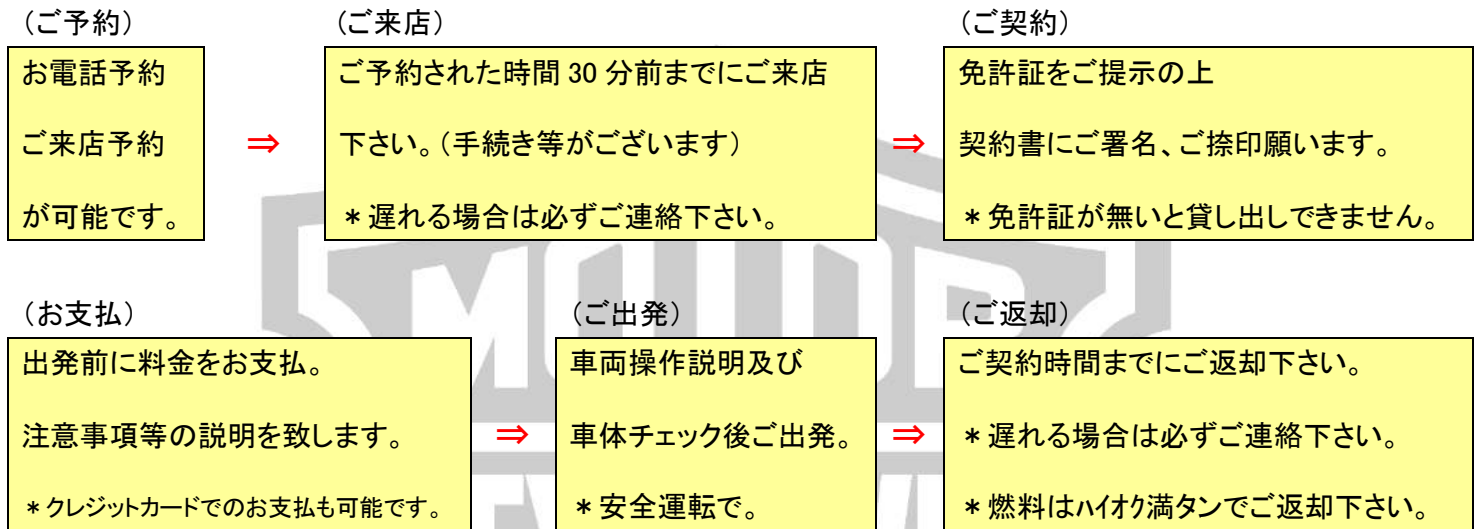 （ご予約）
お電話予約
ご来店予約
が可能です。
⇒
（ご来店）
ご予約された時間 30 分前までにご来店
下さい。（手続き等がございます）
＊遅れる場合は必ずご連絡下さい。
⇒
（ご契約）
免許証をご提示の上
契約書にご署名、ご捺印願います。
＊免許証が無いと貸し出しできません。
（お支払）
出発前に料金をお支払。
注意事項等の説明を致します。
＊クレジットカードでのお支払も可能です。
⇒
（ご出発）
車両操作説明及び
車体チェック後ご出発。
＊安全運転で。
⇒
（ご返却）
ご契約時間までにご返却下さい。
＊遅れる場合は必ずご連絡下さい。
＊燃料はﾊｲｵｸ満タンでご返却下さい。